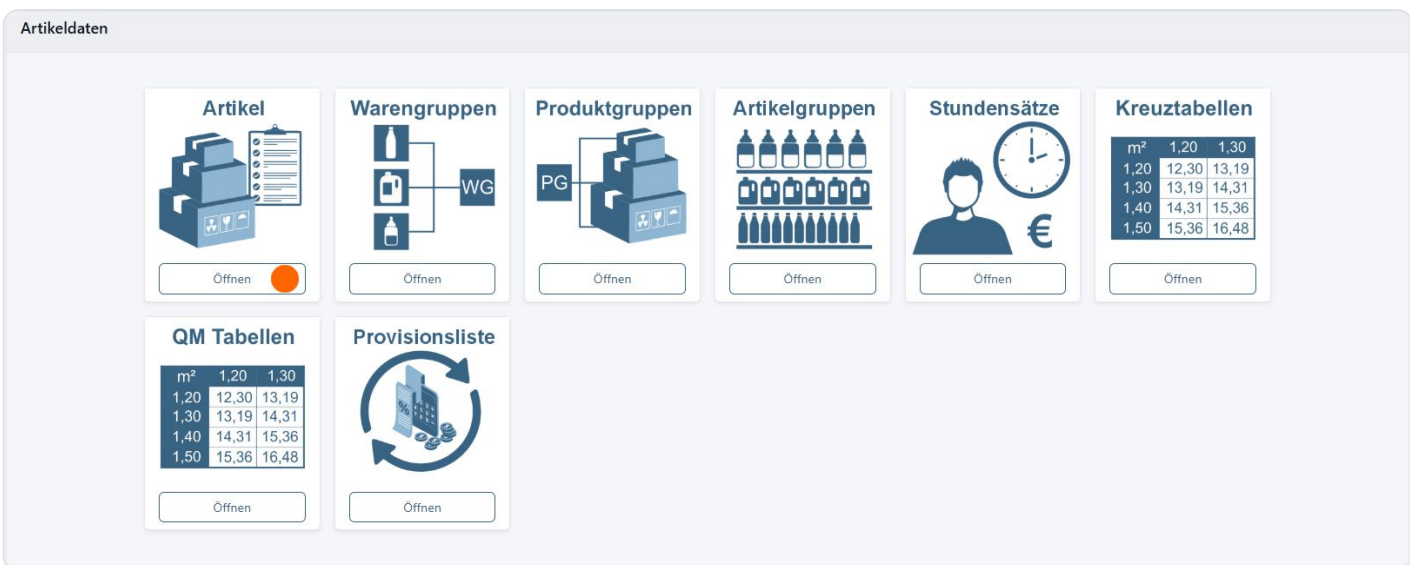 Artikeldaten
Artikel
Warengruppen
WG
Produktgruppen
PG
Artikelgruppen
Stundensätze
€
Kreuztabellen
m² 1,20 1,30
1,20 12,30 13,19
1,30 13,19 14,31
1,40 14,31 15,36
1,50 15,36 16,48
Öffnen
Öffnen
Öffnen
Öffnen
Öffnen
Öffnen
QM Tabellen
m² 1,20 1,30
1,20 12,30 13,19
1,30 13,19 14,31
1,40 14,31 15,36
1,50 15,36 16,48
Provisionsliste
%
Öffnen
Öffnen